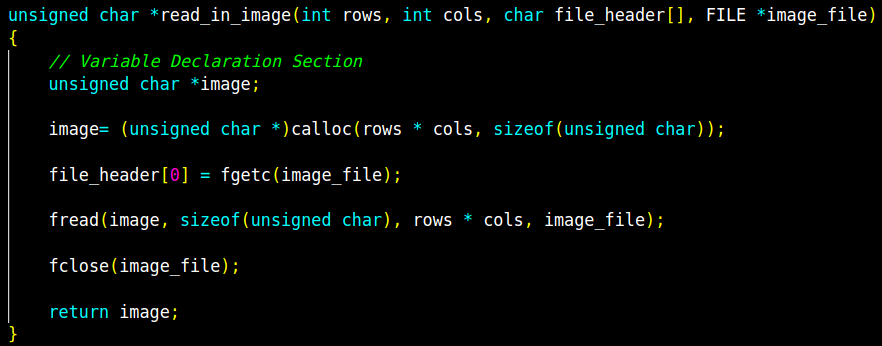 unsigned char *read_in_image(int rows, int cols, char file_header[], FILE *image_file)
{
    // Variable Declaration Section
    unsigned char *image;
    image= (unsigned char *)calloc(rows * cols, sizeof(unsigned char));
    file_header[0] = fgetc(image_file);
    fread(image, sizeof(unsigned char), rows * cols, image_file);
    fclose(image_file);
    return image;
}